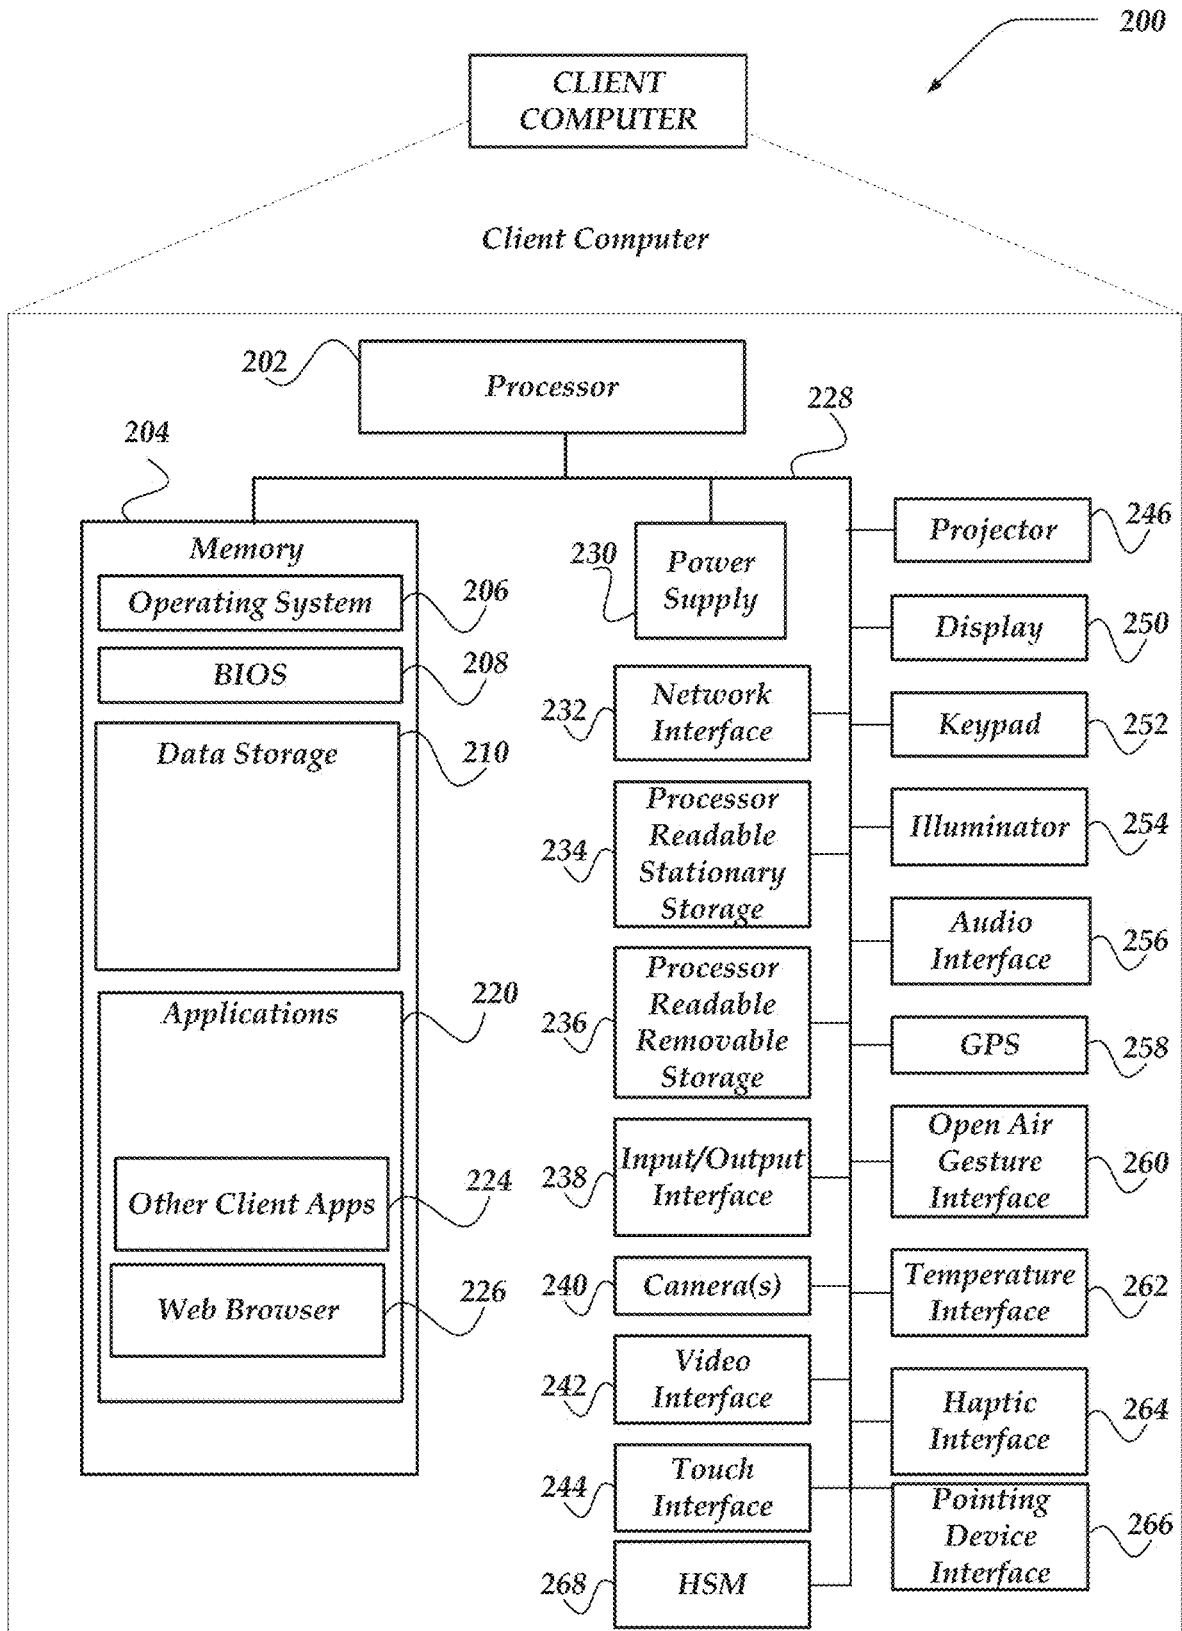 200
CLIENT
COMPUTER
Client Computer
202
Processor
228
204
Memory
Operating System
206
BIOS
208
Data Storage
210
Applications
220
Other Client Apps
224
Web Browser
226
230
Power
Supply
232
Network
Interface
234
Processor
Readable
Stationary
Storage
236
Processor
Readable
Removable
Storage
238
Input/Output
Interface
240
Camera(s)
242
Video
Interface
244
Touch
Interface
268
HSM
Projector
246
Display
250
Keypad
252
Illuminator
254
Audio
Interface
256
GPS
258
Open Air
Gesture
Interface
260
Temperature
Interface
262
Haptic
Interface
264
Pointing
Device
Interface
266